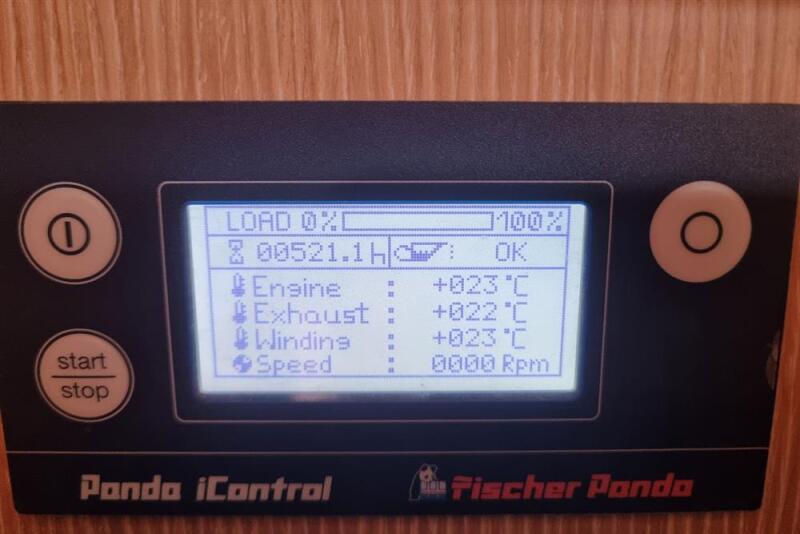 LOAD 0% 100%
00521.1 h : OK
Engine : +023 °C
Exhaust : +022 °C
Winding : +023 °C
Speed : 0000 Rpm
start
stop
Panda iControl
Fischer Panda